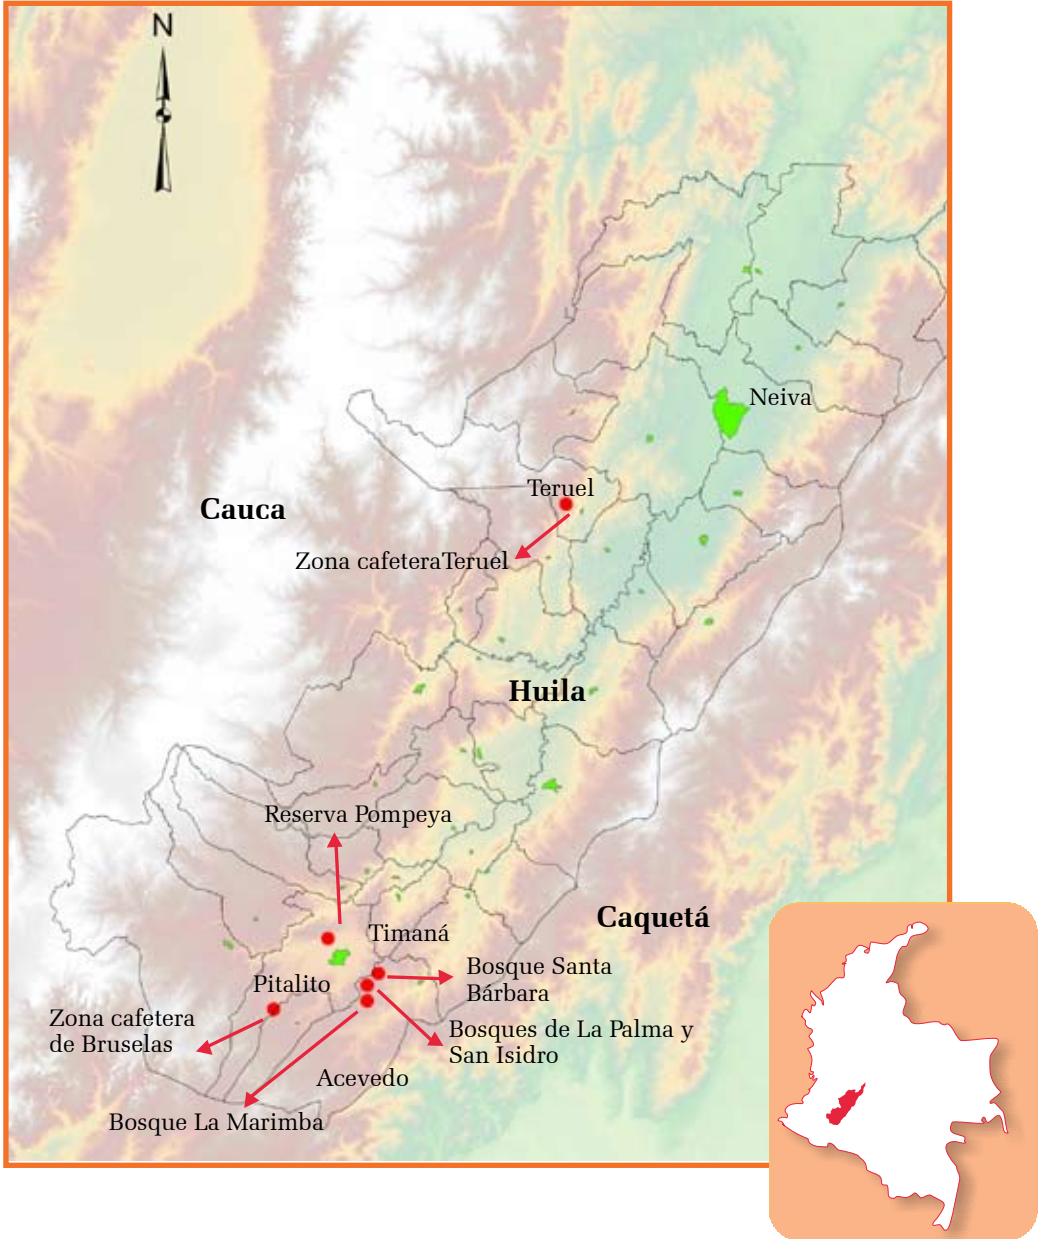 N
Neiva
Teruel
Cauca
Zona cafeteraTeruel
Huila
Reserva Pompeya
Caquetá
Timaná
Bosque Santa
Bárbara
Pitalito
Zona cafetera
de Bruselas
Bosques de La Palma y
San Isidro
Acevedo
Bosque La Marimba